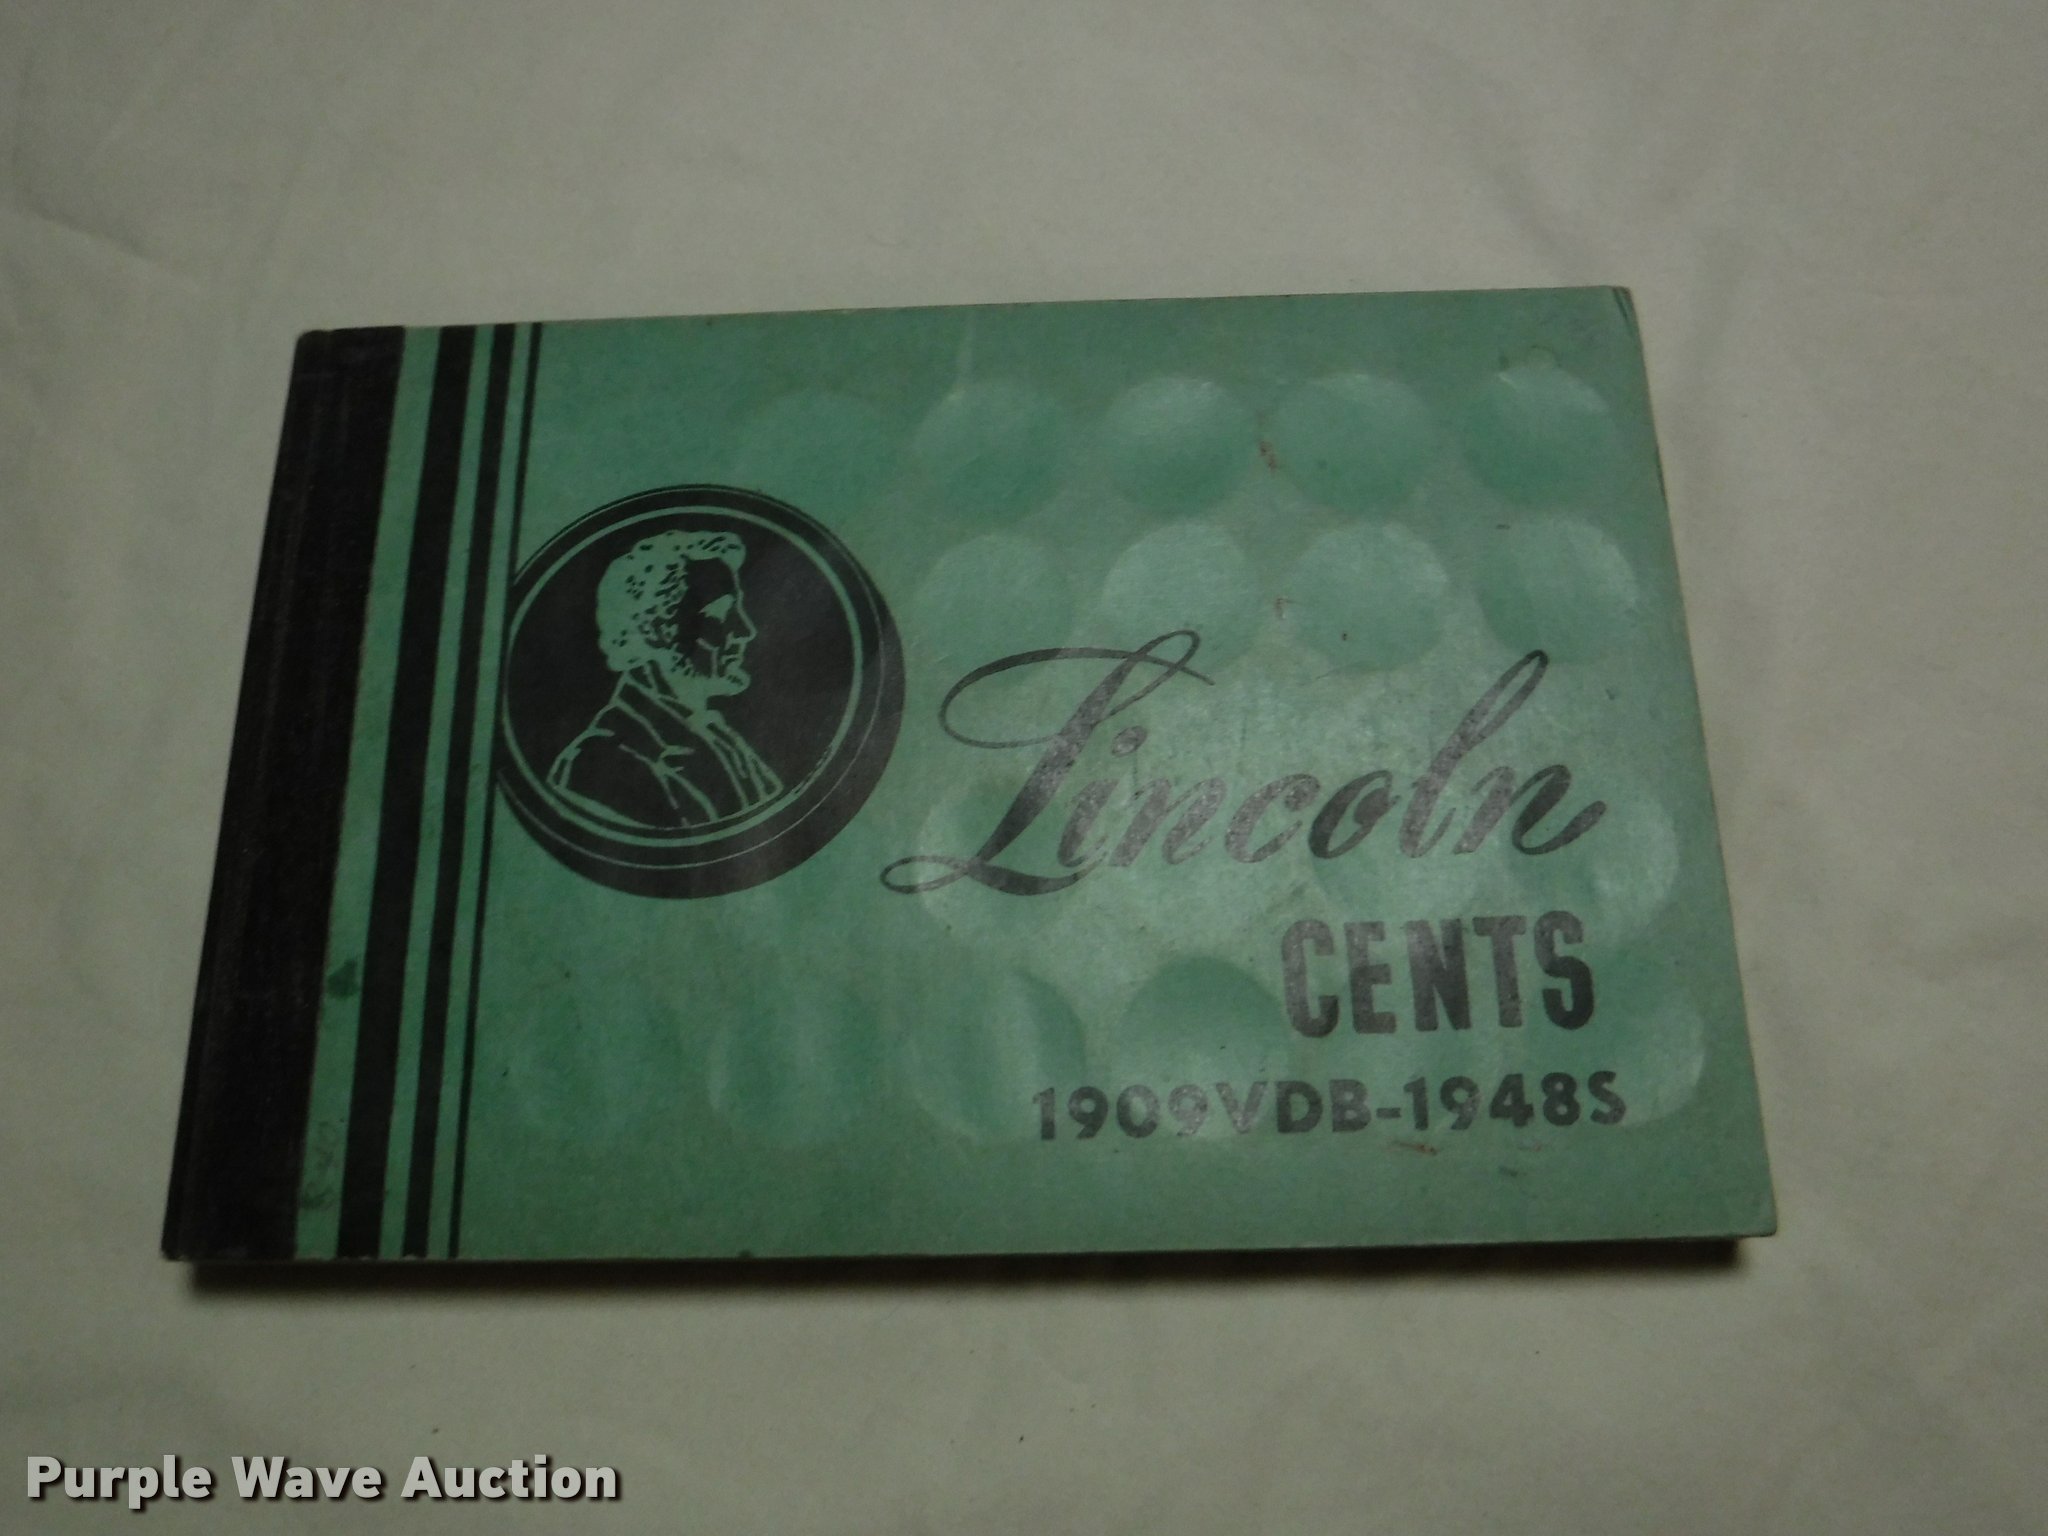 Lincoln
CENTS
1909VDB-1948S
Purple Wave Auction